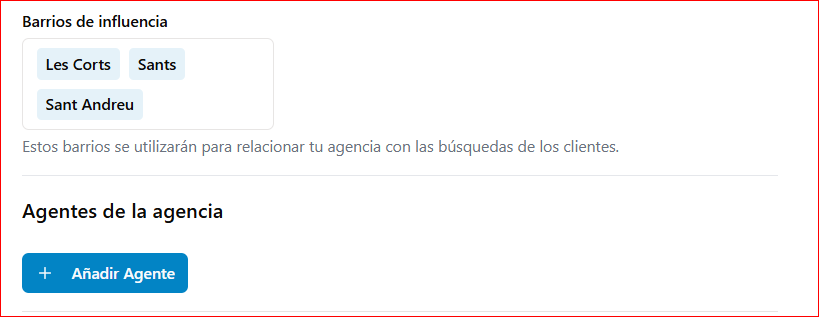 Barrios de influencia
Les Corts Sants
Sant Andreu
Estos barrios se utilizarán para relacionar tu agencia con las búsquedas de los clientes.
Agentes de la agencia
+ Añadir Agente